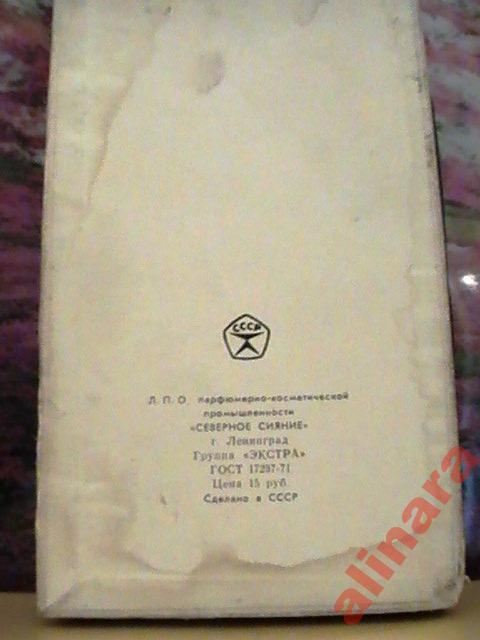 СССР
Л.П.О. парфюмерно-косметической
промышленности
«СЕВЕРНОЕ СИЯНИЕ»
г. Ленинград
Группа «ЭКСТРА»
ГОСТ 17237-71
Цена 15 руб.
Сделано в СССР
alinara